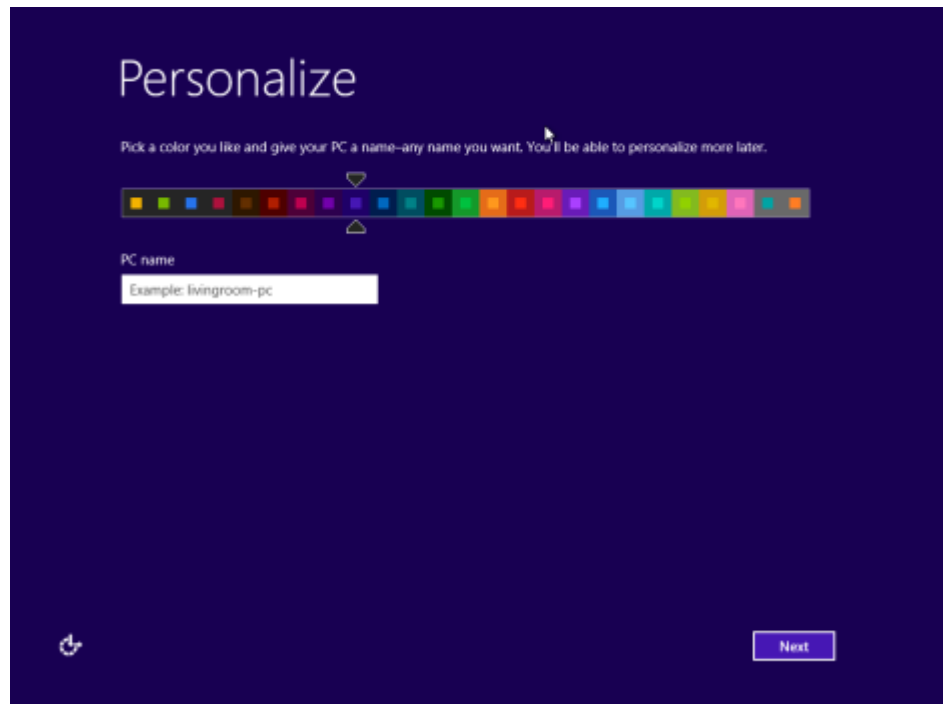 Personalize
Pick a color you like and give your PC a name–any name you want. You'll be able to personalize more later.
PC name
Example: livingroom-pc
Next